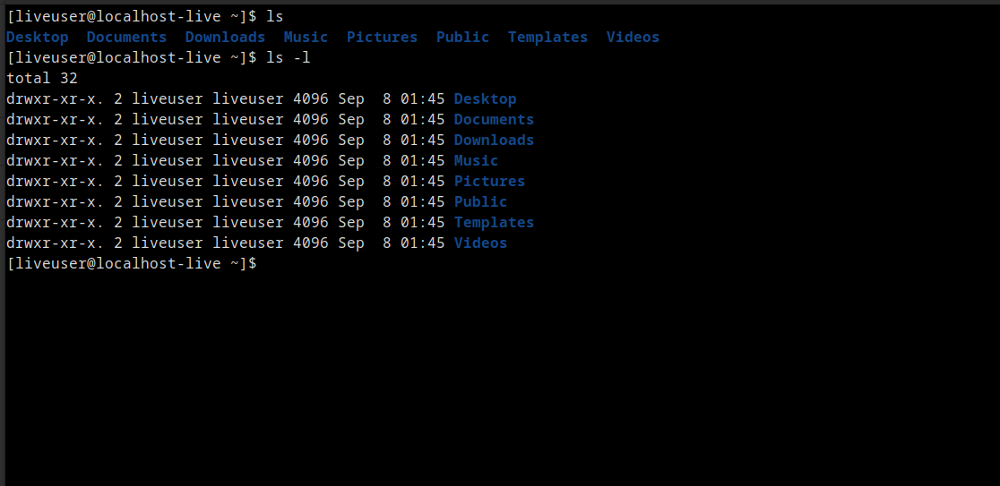 [liveuser@localhost-live ~]$ ls
Desktop  Documents  Downloads  Music  Pictures  Public  Templates  Videos
[liveuser@localhost-live ~]$ ls -l
total 32
drwxr-xr-x. 2 liveuser liveuser 4096 Sep  8 01:45 Desktop
drwxr-xr-x. 2 liveuser liveuser 4096 Sep  8 01:45 Documents
drwxr-xr-x. 2 liveuser liveuser 4096 Sep  8 01:45 Downloads
drwxr-xr-x. 2 liveuser liveuser 4096 Sep  8 01:45 Music
drwxr-xr-x. 2 liveuser liveuser 4096 Sep  8 01:45 Pictures
drwxr-xr-x. 2 liveuser liveuser 4096 Sep  8 01:45 Public
drwxr-xr-x. 2 liveuser liveuser 4096 Sep  8 01:45 Templates
drwxr-xr-x. 2 liveuser liveuser 4096 Sep  8 01:45 Videos
[liveuser@localhost-live ~]$